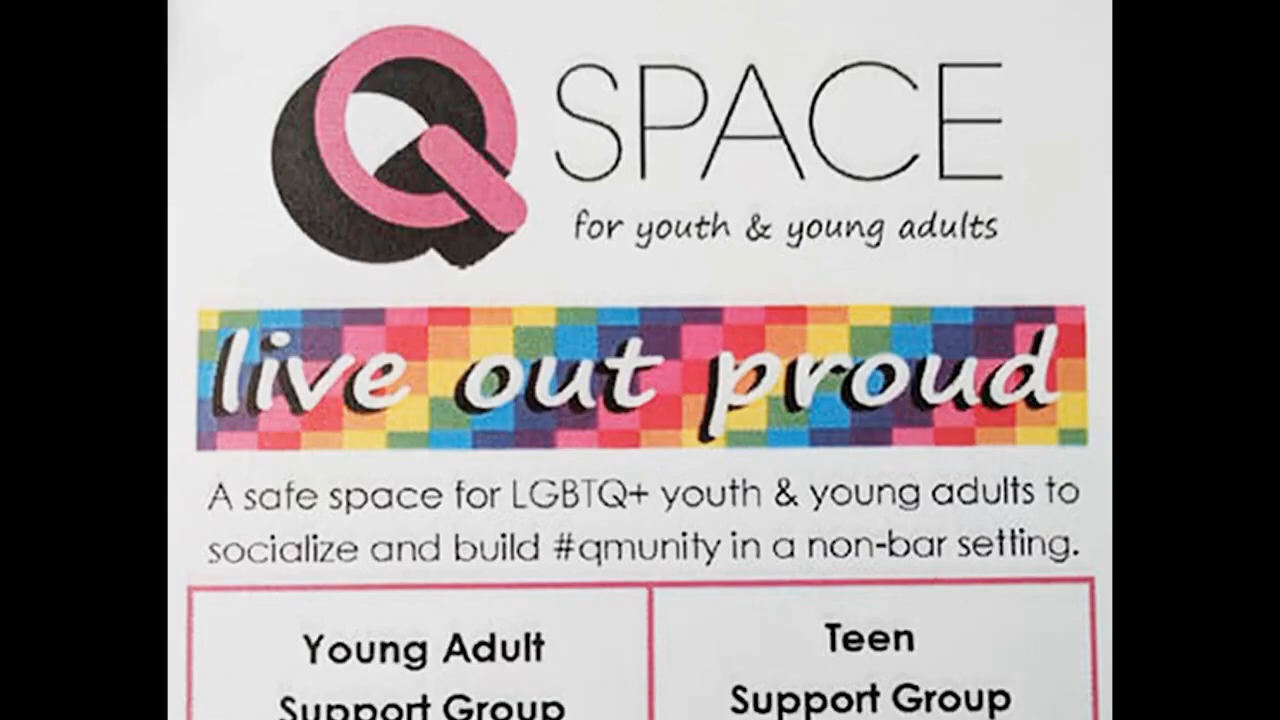 Q SPACE
for youth & young adults
live out proud
A safe space for LGBTQ+ youth & young adults to
socialize and build #qmunity in a non-bar setting.
Young Adult
Support Group
Teen
Support Group